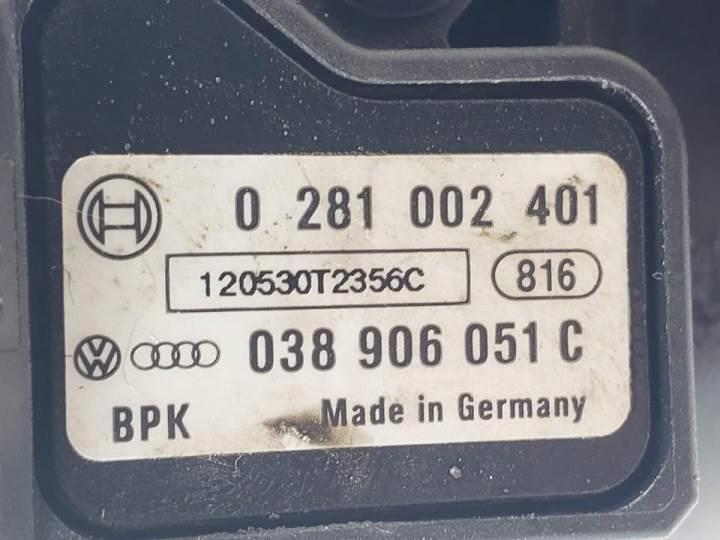 0 281 002 401
120530T2356C 816
038 906 051 C
BPK Made in Germany